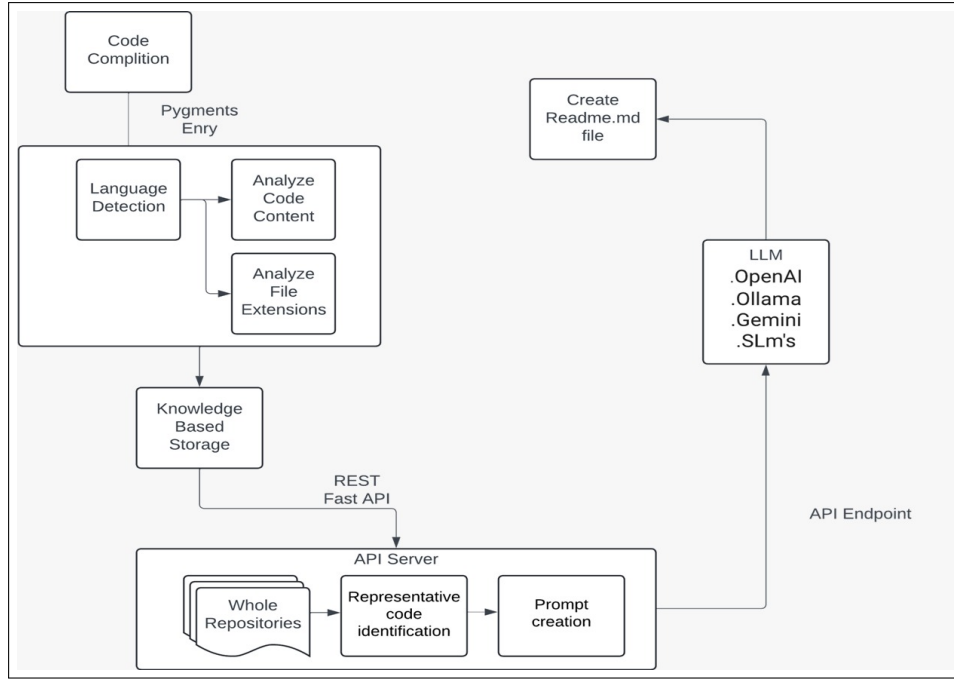 Code
Complition
Pygments
Enry
Language
Detection
Analyze
Code
Content
Analyze
File
Extensions
Knowledge
Based
Storage
REST
Fast API
API Server
Whole
Repositories
Representative
code
identification
Prompt
creation
API Endpoint
LLM
.OpenAI
.Ollama
.Gemini
.SLm's
Create
Readme.md
file